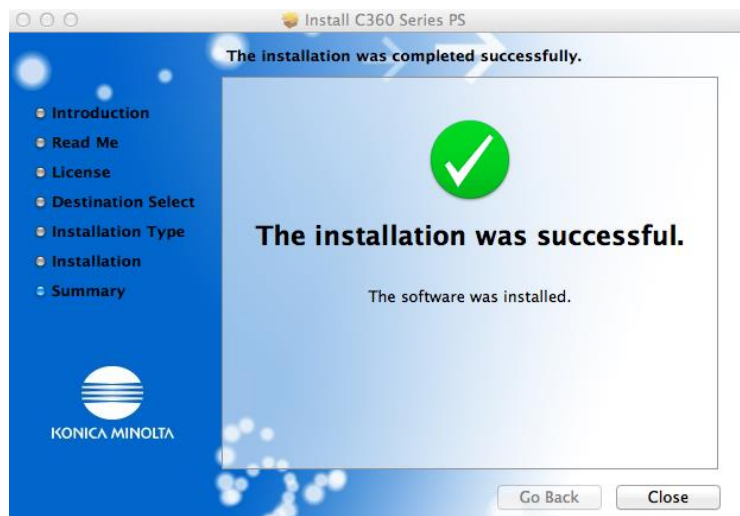 Install C360 Series PS
The installation was completed successfully.
Introduction
Read Me
License
Destination Select
Installation Type
Installation
Summary
The installation was successful.
The software was installed.
KONICA MINOLTA
Go Back
Close